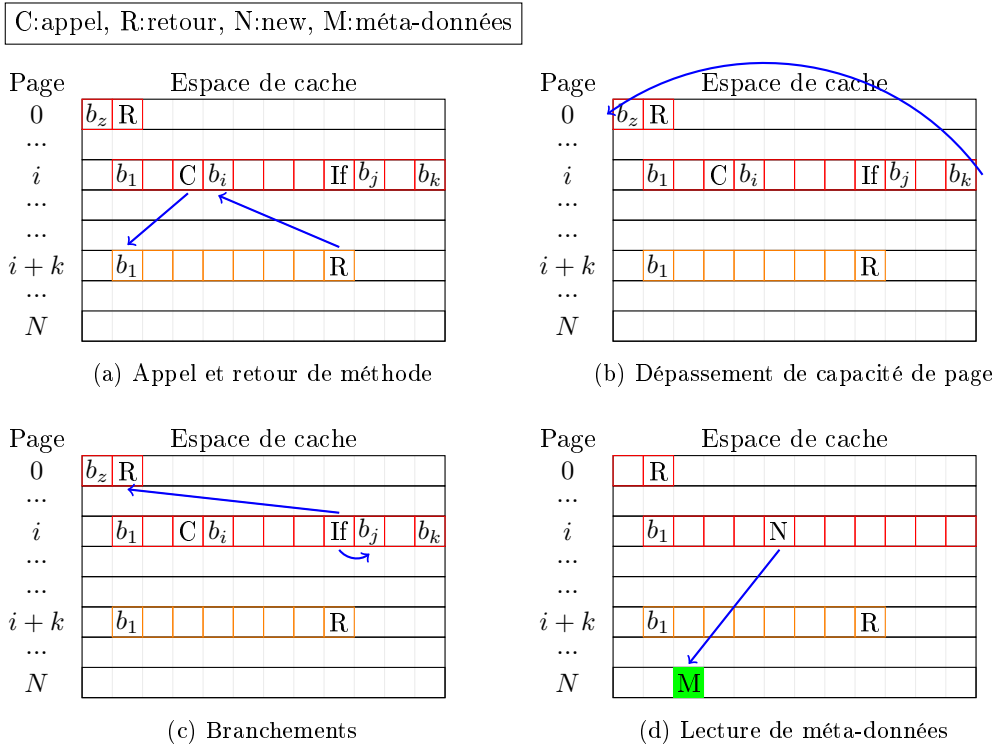 C:appel, R:retour, N:new, M:méta-données
Page Espace de cache
0 b_z R
...
i b_1 C b_i If b_j b_k
...
...
i + k b_1 R
...
N
(a) Appel et retour de méthode
Page Espace de cache
0 b_z R
...
i b_1 C b_i If b_j b_k
...
...
i + k b_1 R
...
N
(b) Dépassement de capacité de page
Page Espace de cache
0 b_z R
...
i b_1 C b_i If b_j b_k
...
...
i + k b_1 R
...
N
(c) Branchements
Page Espace de cache
0 R
...
i b_1 N
...
...
i + k b_1 R
...
N M
(d) Lecture de méta-données